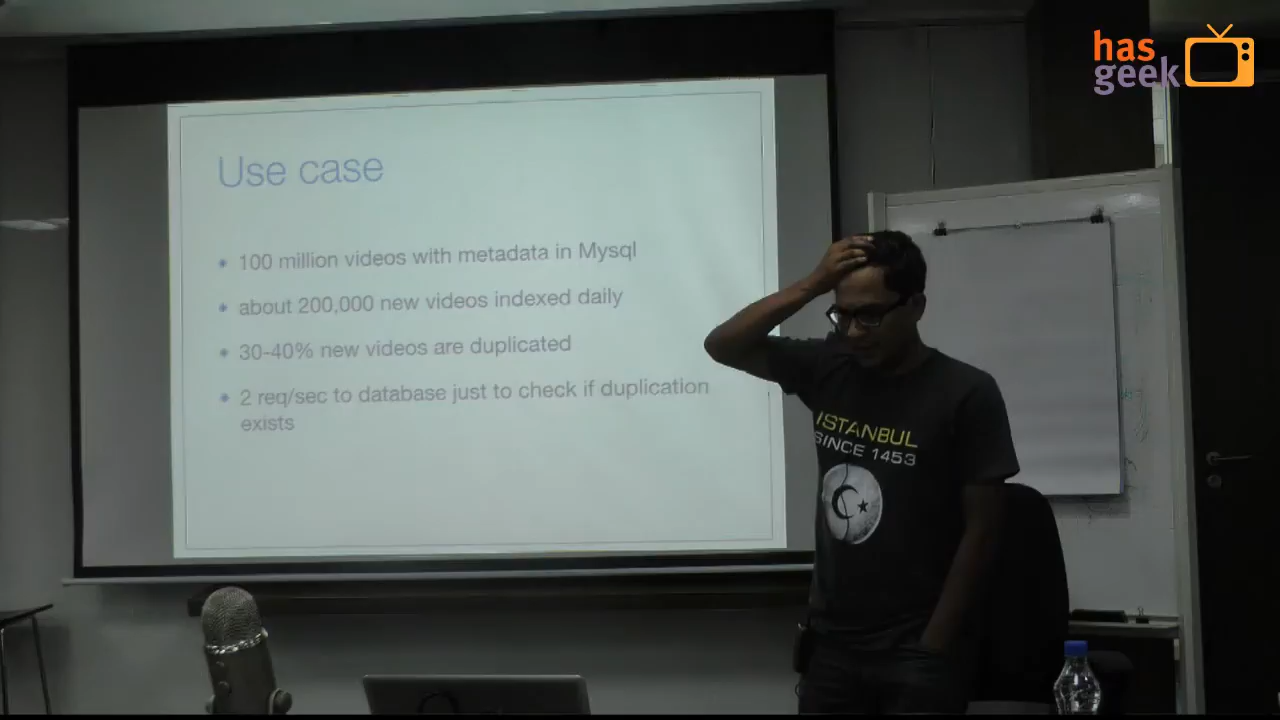 has
geek
Use case
100 million videos with metadata in Mysql
about 200,000 new videos indexed daily
30-40% new videos are duplicated
2 req/sec to database just to check if duplication
exists
ISTANBUL
SINCE 1453